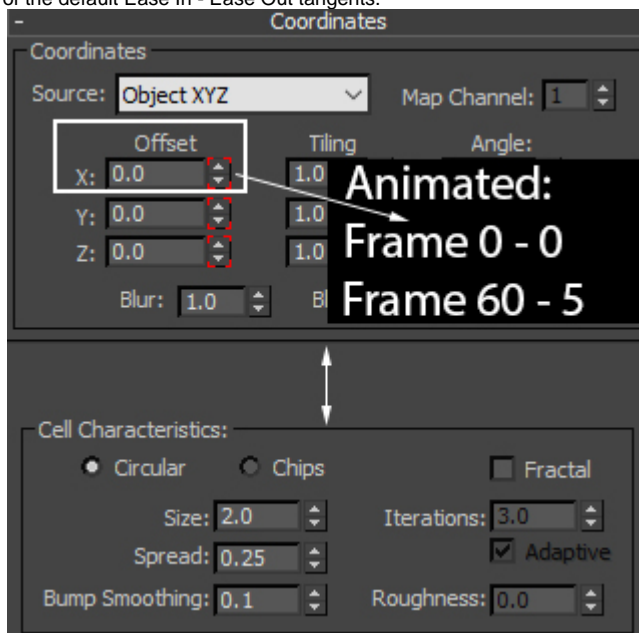 of the default Ease In - Ease Out tangents.
- Coordinates
Coordinates
Source: Object XYZ Map Channel: 1
Offset Tiling Angle:
X: 0.0 1.0
Y: 0.0 1.0
Z: 0.0 1.0
Animated:
Frame 0 - 0
Frame 60 - 5
Blur: 1.0 Bl
Cell Characteristics:
Circular Chips Fractal
Size: 2.0 Iterations: 3.0
Spread: 0.25 Adaptive
Bump Smoothing: 0.1 Roughness: 0.0